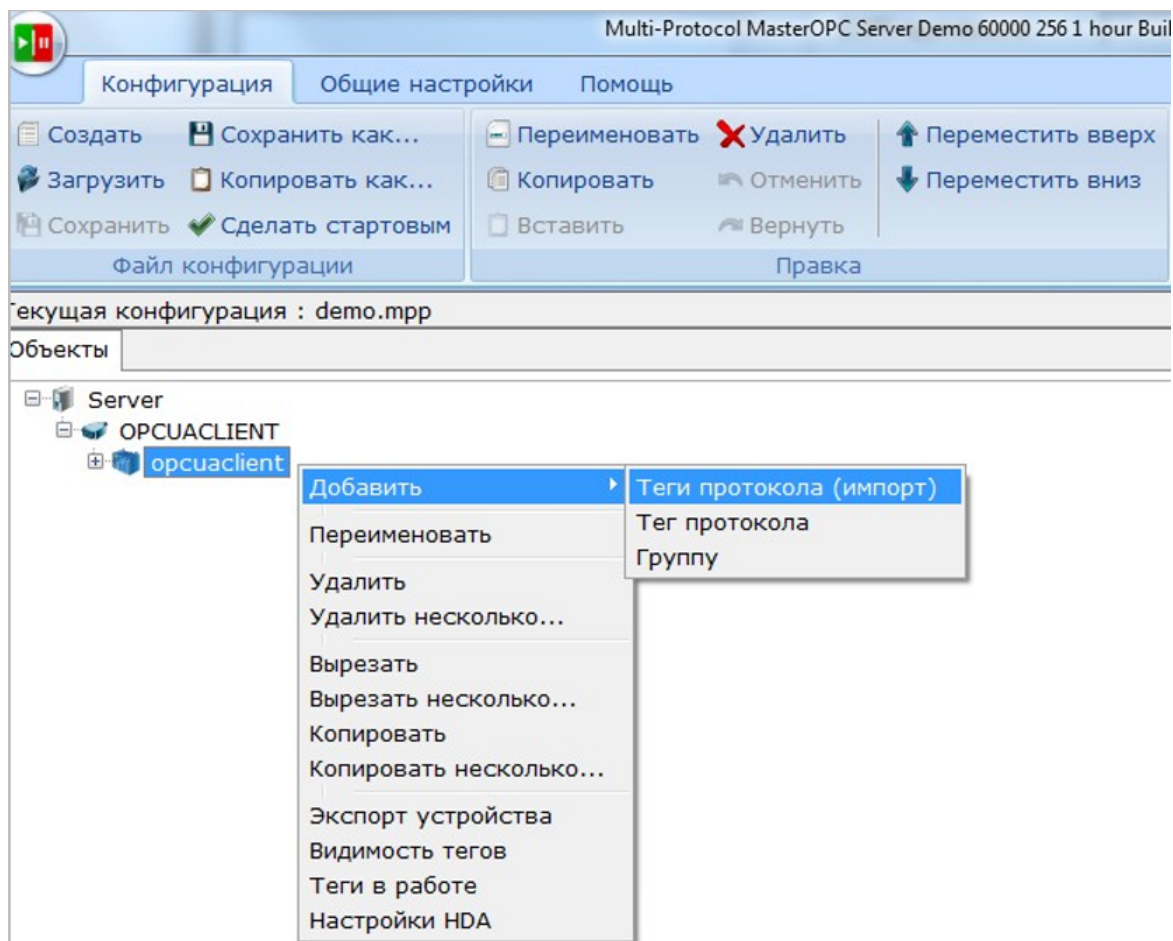 Multi-Protocol MasterOPC Server Demo 60000 256 1 hour Buil
Конфигурация Общие настройки Помощь
Создать Сохранить как... Переименовать Удалить Переместить вверх
Загрузить Копировать как... Копировать Отменить Переместить вниз
Сохранить Сделать стартовым Вставить Вернуть
Файл конфигурации Правка
Текущая конфигурация : demo.mpp
Объекты
Server
OPCUACLIENT
opcuaclient
Добавить
Переименовать
Удалить
Удалить несколько...
Вырезать
Вырезать несколько...
Копировать
Копировать несколько...
Экспорт устройства
Видимость тегов
Теги в работе
Настройки HDA
Теги протокола (импорт)
Тег протокола
Группу